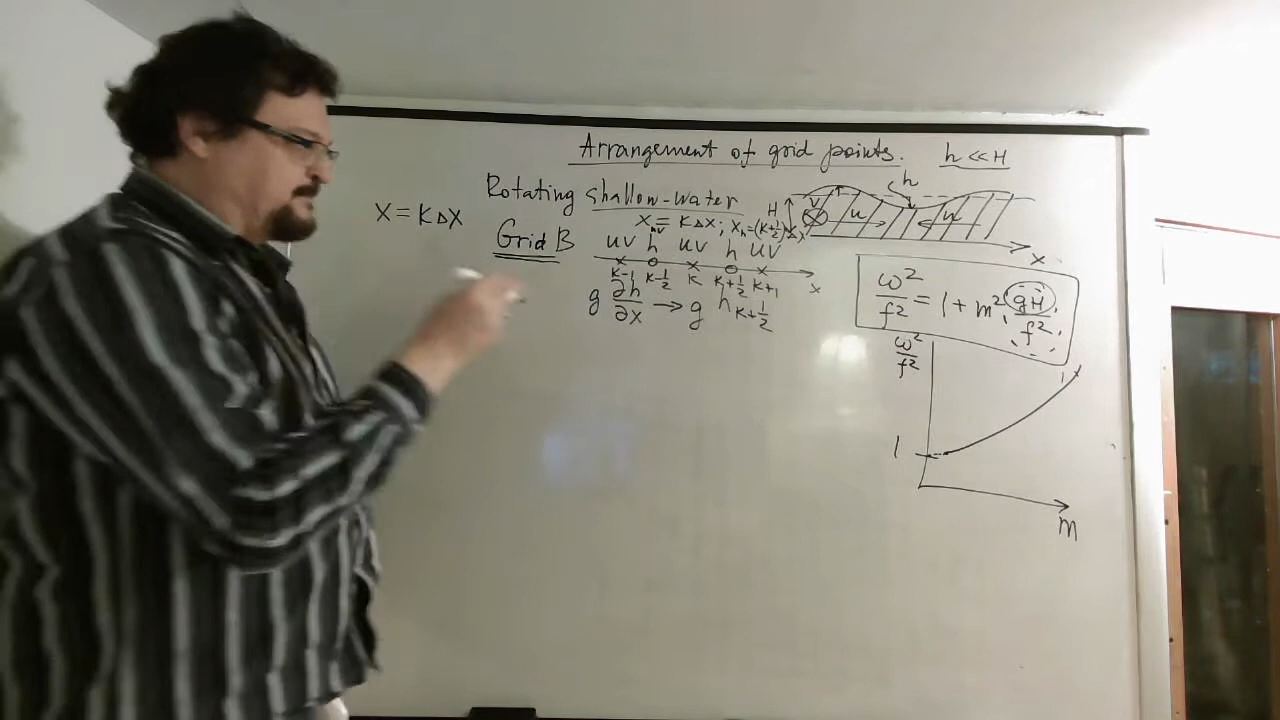 Arrangement of grid points. h << H
Rotating shallow-water
X = KΔX
X_uv = KΔX ; X_h = (K+½)ΔX
Grid B
uv h uv h uv
K-1 K-½ K K+½ K+1 x
g ∂h/∂x → g h_{K+½}
h
H v u u
x
ω²/f² = 1 + m² gH/f²
ω²/f²
1
m